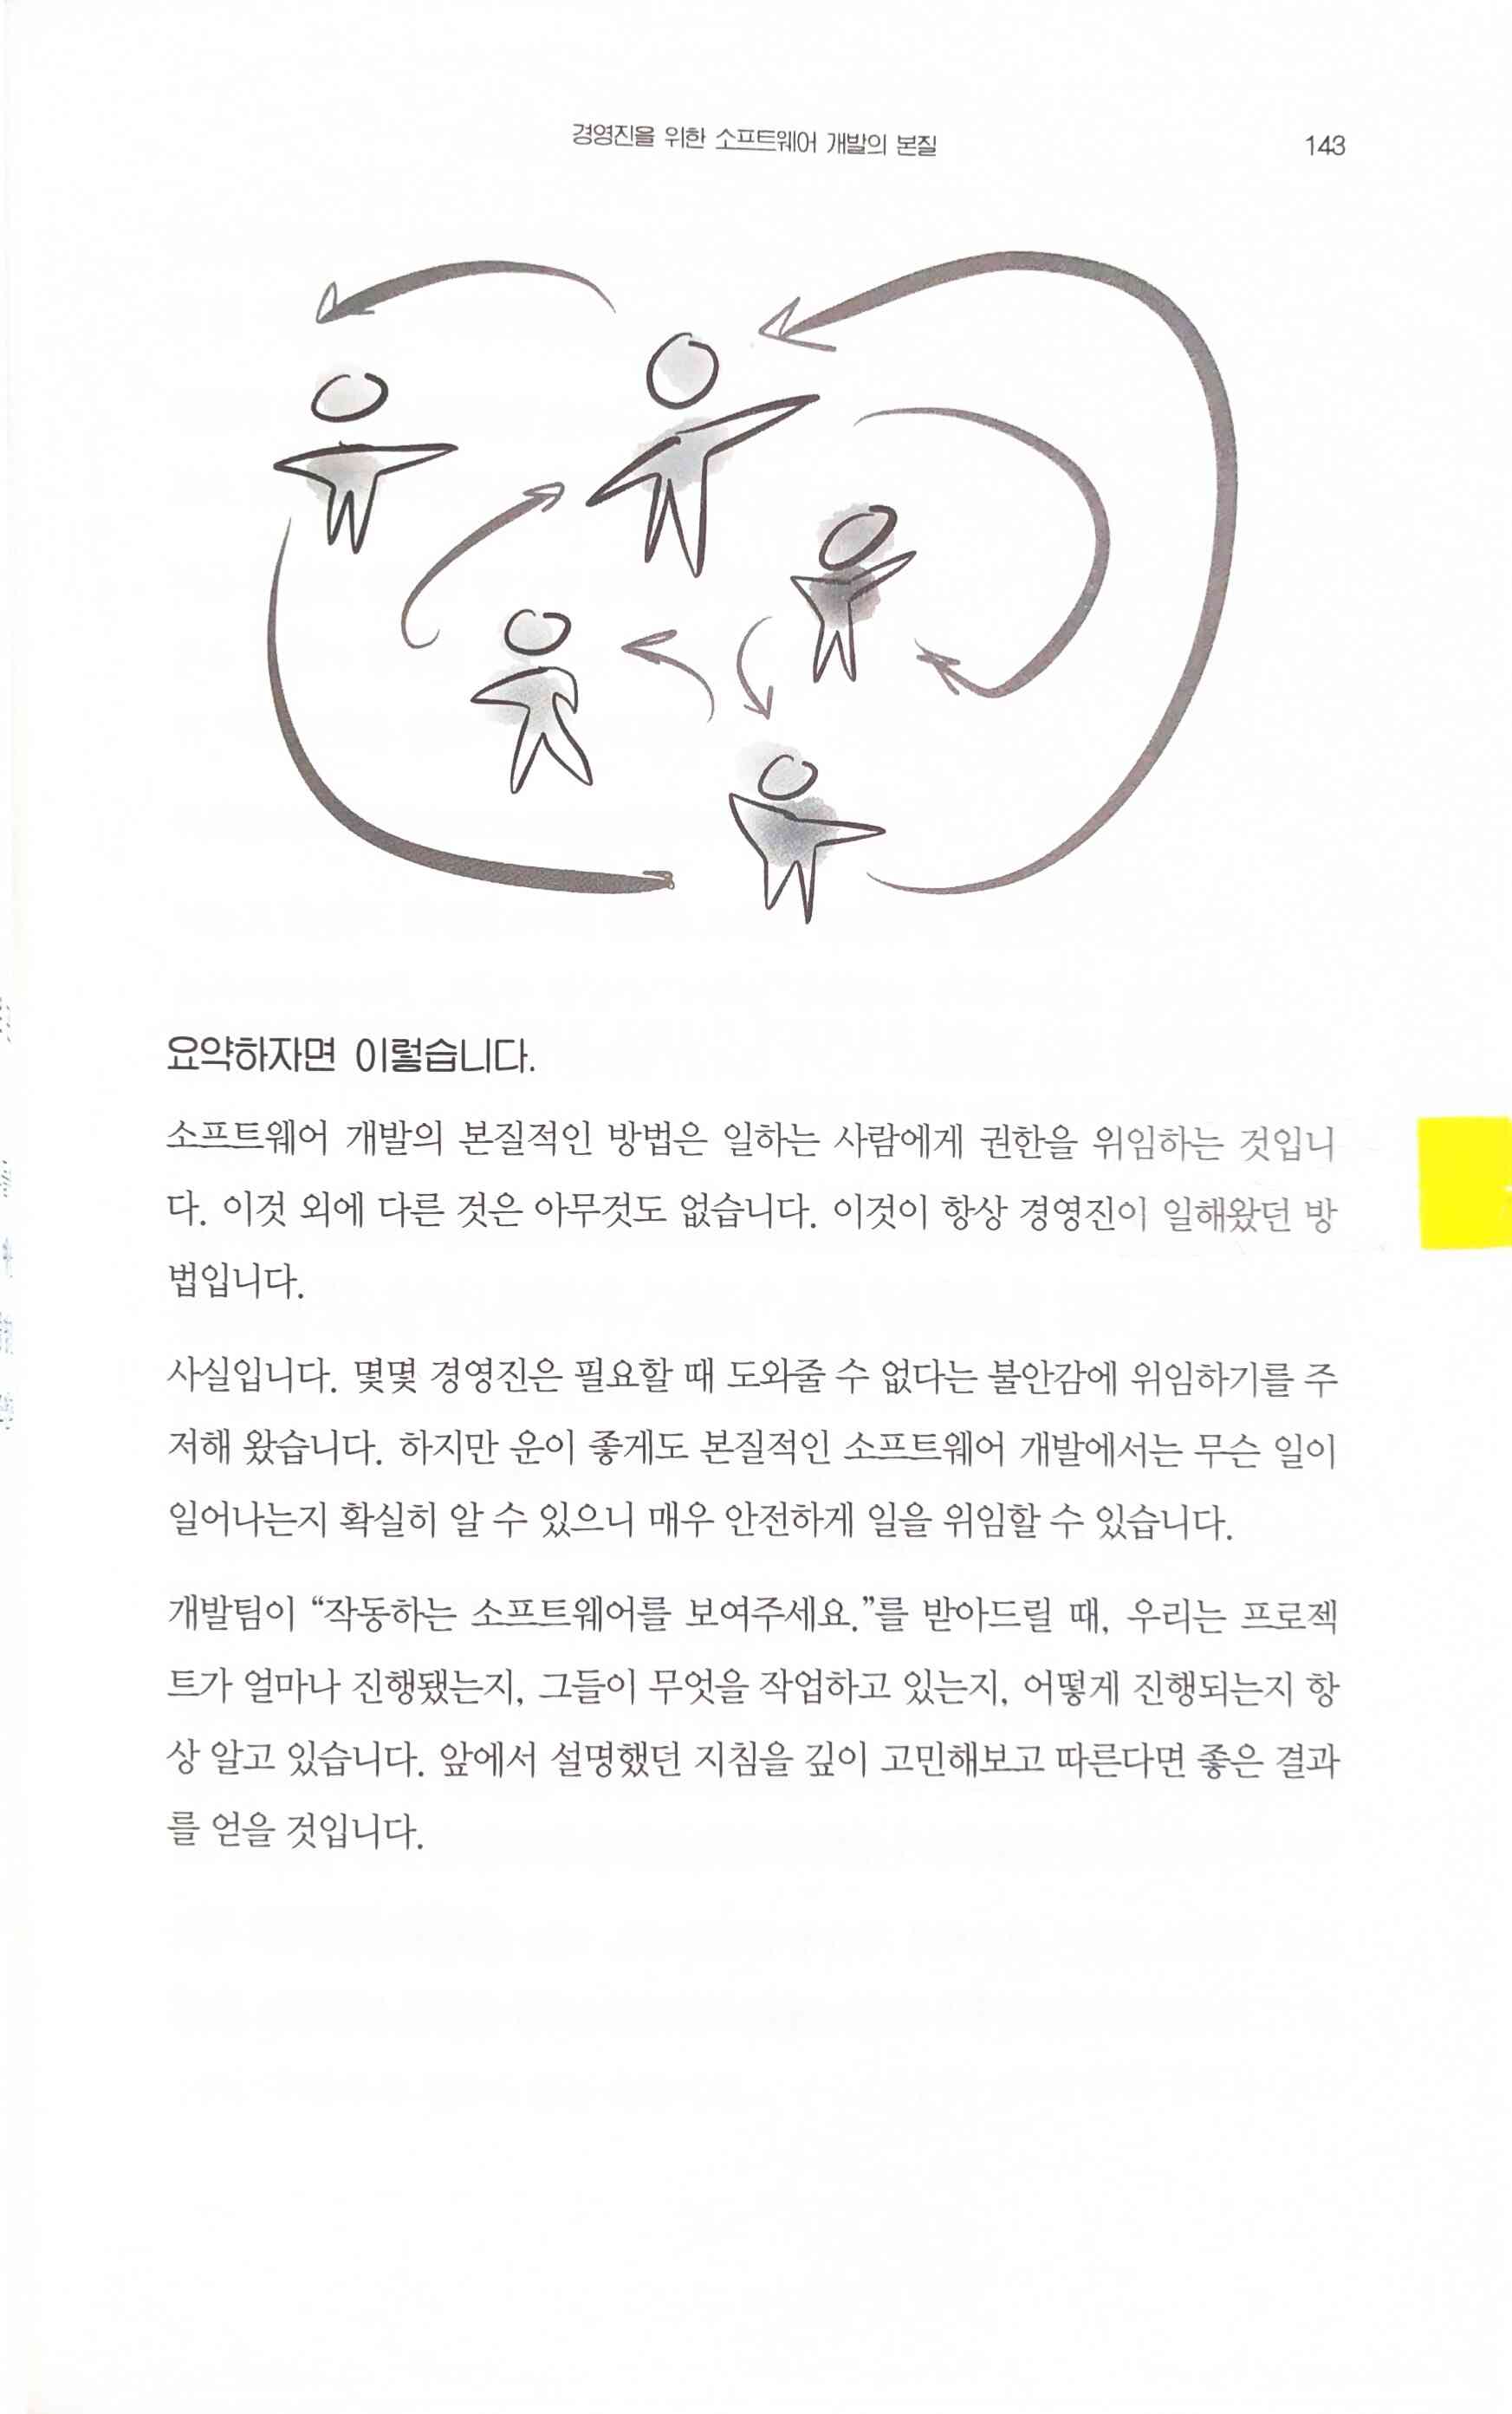 경영진을 위한 소프트웨어 개발의 본질 143
요약하자면 이렇습니다.
소프트웨어 개발의 본질적인 방법은 일하는 사람에게 권한을 위임하는 것입니
다. 이것 외에 다른 것은 아무것도 없습니다. 이것이 항상 경영진이 일해왔던 방
법입니다.
사실입니다. 몇몇 경영진은 필요할 때 도와줄 수 없다는 불안감에 위임하기를 주
저해 왔습니다. 하지만 운이 좋게도 본질적인 소프트웨어 개발에서는 무슨 일이
일어나는지 확실히 알 수 있으니 매우 안전하게 일을 위임할 수 있습니다.
개발팀이 “작동하는 소프트웨어를 보여주세요.”를 받아드릴 때, 우리는 프로젝
트가 얼마나 진행됐는지, 그들이 무엇을 작업하고 있는지, 어떻게 진행되는지 항
상 알고 있습니다. 앞에서 설명했던 지침을 깊이 고민해보고 따른다면 좋은 결과
를 얻을 것입니다.